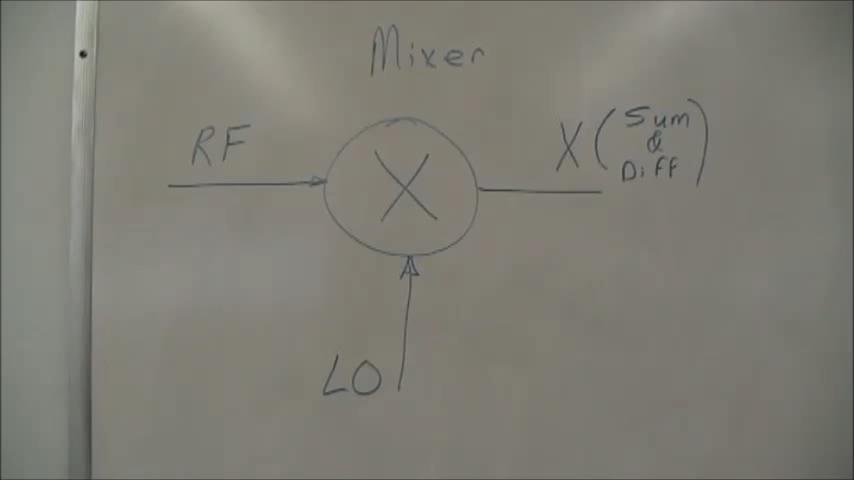 Mixer
RF
X
X ( Sum
&
Diff )
LO